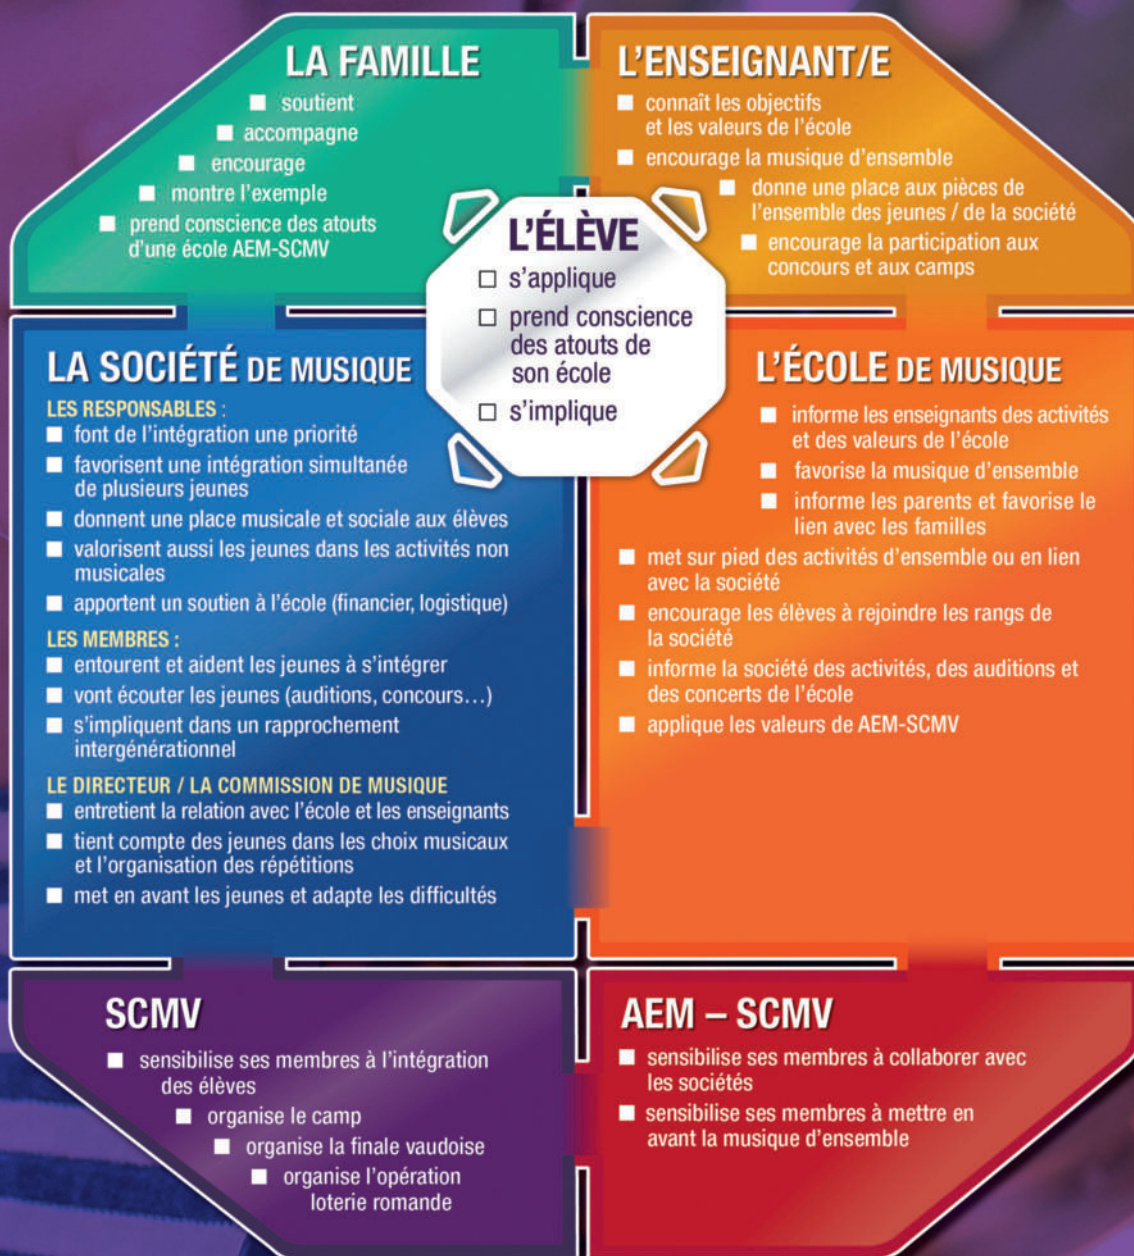 LA FAMILLE
soutient
accompagne
encourage
montre l'exemple
prend conscience des atouts
d'une école AEM-SCMV
L'ENSEIGNANT/E
connaît les objectifs
et les valeurs de l'école
encourage la musique d'ensemble
donne une place aux pièces de
l'ensemble des jeunes / de la société
encourage la participation aux
concours et aux camps
L'ÉLÈVE
s'applique
prend conscience
des atouts de
son école
s'implique
LA SOCIÉTÉ DE MUSIQUE
LES RESPONSABLES :
font de l'intégration une priorité
favorisent une intégration simultanée
de plusieurs jeunes
donnent une place musicale et sociale aux élèves
valorisent aussi les jeunes dans les activités non
musicales
apportent un soutien à l'école (financier, logistique)
LES MEMBRES :
entourent et aident les jeunes à s'intégrer
vont écouter les jeunes (auditions, concours…)
s'impliquent dans un rapprochement
intergénérationnel
LE DIRECTEUR / LA COMMISSION DE MUSIQUE
entretient la relation avec l'école et les enseignants
tient compte des jeunes dans les choix musicaux
et l'organisation des répétitions
met en avant les jeunes et adapte les difficultés
L'ÉCOLE DE MUSIQUE
informe les enseignants des activités
et des valeurs de l'école
favorise la musique d'ensemble
informe les parents et favorise le
lien avec les familles
met sur pied des activités d'ensemble ou en lien
avec la société
encourage les élèves à rejoindre les rangs de
la société
informe la société des activités, des auditions et
des concerts de l'école
applique les valeurs de AEM-SCMV
SCMV
sensibilise ses membres à l'intégration
des élèves
organise le camp
organise la finale vaudoise
organise l'opération
loterie romande
AEM – SCMV
sensibilise ses membres à collaborer avec
les sociétés
sensibilise ses membres à mettre en
avant la musique d'ensemble